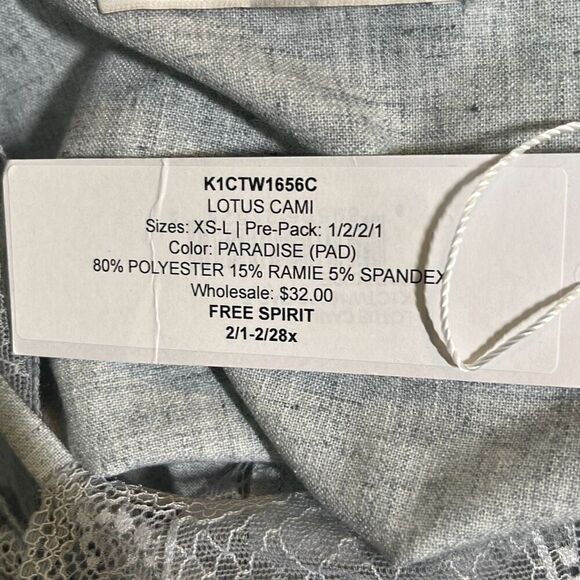 K1CTW1656C
LOTUS CAMI
Sizes: XS-L | Pre-Pack: 1/2/2/1
Color: PARADISE (PAD)
80% POLYESTER 15% RAMIE 5% SPANDEX
Wholesale: $32.00
FREE SPIRIT
2/1-2/28x